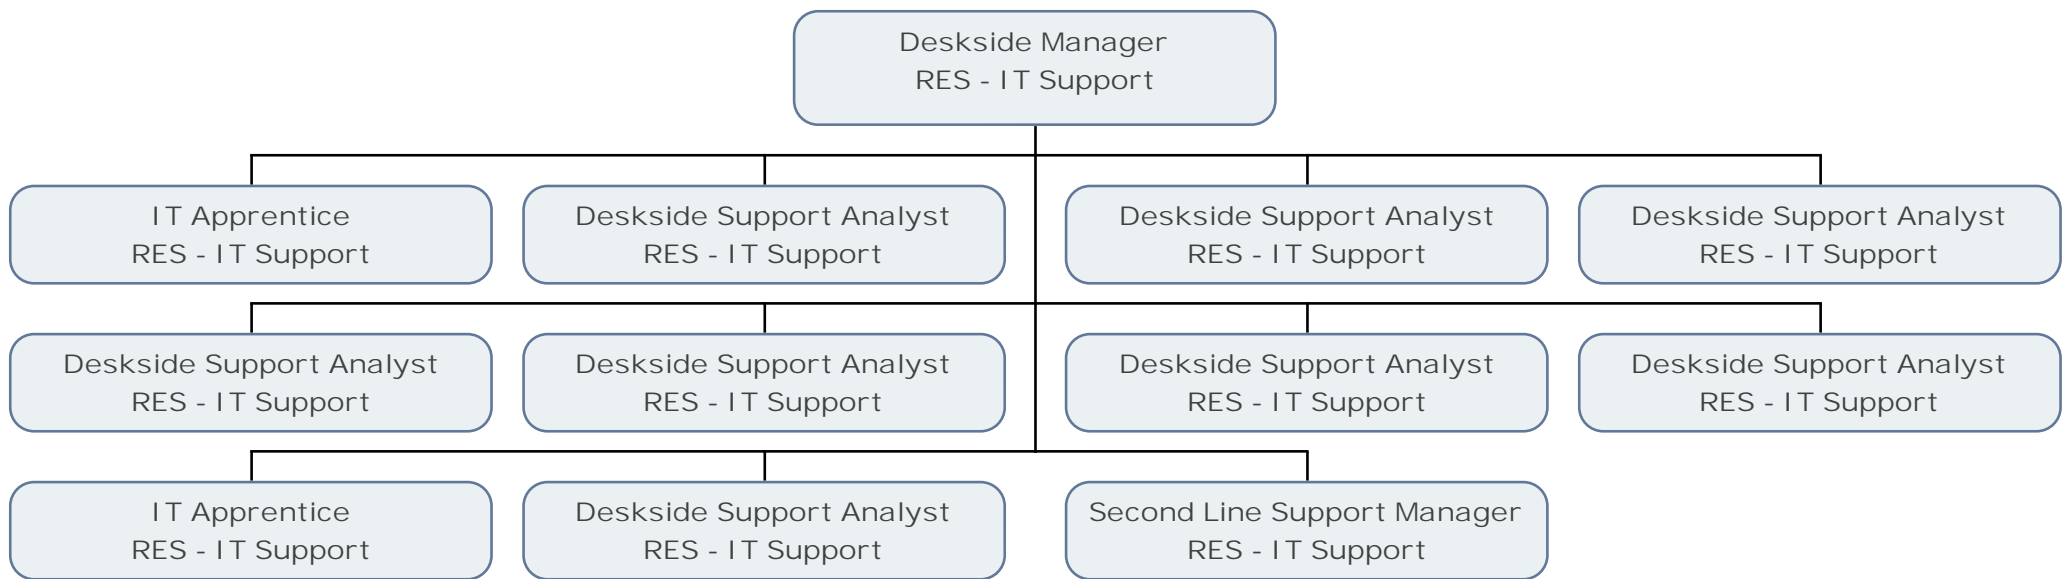 Deskside Manager
RES - IT Support
IT Apprentice
RES - IT Support
Deskside Support Analyst
RES - IT Support
Deskside Support Analyst
RES - IT Support
Deskside Support Analyst
RES - IT Support
Deskside Support Analyst
RES - IT Support
Deskside Support Analyst
RES - IT Support
Deskside Support Analyst
RES - IT Support
Deskside Support Analyst
RES - IT Support
IT Apprentice
RES - IT Support
Deskside Support Analyst
RES - IT Support
Second Line Support Manager
RES - IT Support